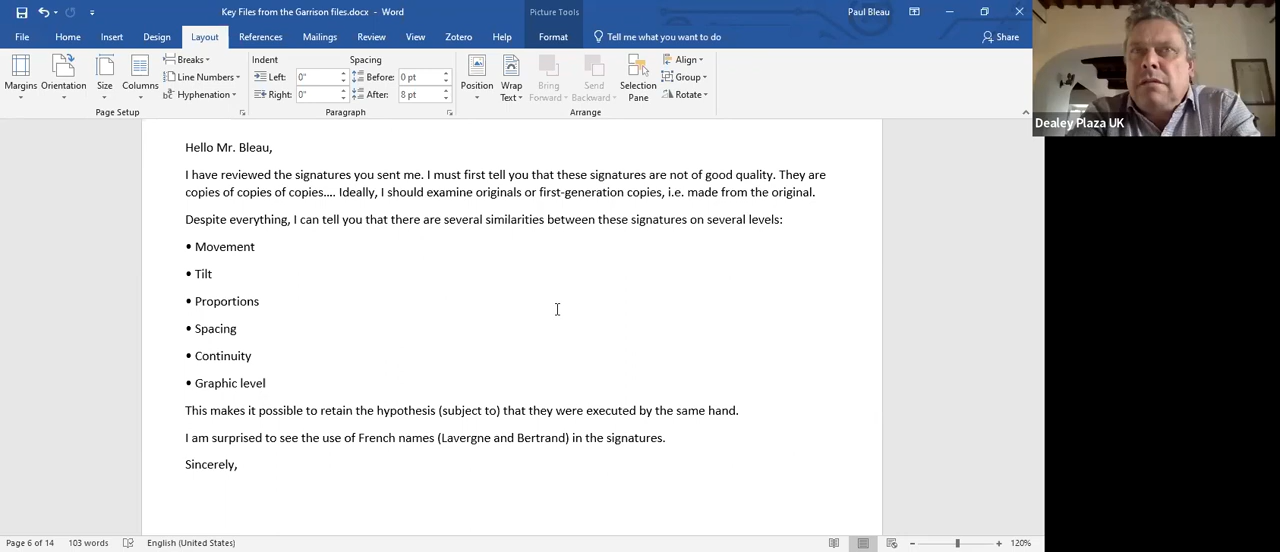 Key Files from the Garrison files.docx - Word
Picture Tools
Paul Bleau
File Home Insert Design Layout References Mailings Review View Zotero Help Format Tell me what you want to do Share
Margins
Orientation
Size
Columns
Breaks
Line Numbers
Hyphenation
Page Setup
Indent
Left: 0"
Right: 0"
Spacing
Before: 0 pt
After: 8 pt
Paragraph
Position
Wrap
Text
Bring
Forward
Send
Backward
Selection
Pane
Align
Group
Rotate
Arrange
Dealey Plaza UK
Hello Mr. Bleau,
I have reviewed the signatures you sent me. I must first tell you that these signatures are not of good quality. They are
copies of copies of copies.... Ideally, I should examine originals or first-generation copies, i.e. made from the original.
Despite everything, I can tell you that there are several similarities between these signatures on several levels:
• Movement
• Tilt
• Proportions
• Spacing
• Continuity
• Graphic level
This makes it possible to retain the hypothesis (subject to) that they were executed by the same hand.
I am surprised to see the use of French names (Lavergne and Bertrand) in the signatures.
Sincerely,
Page 6 of 14 103 words English (United States) 120%